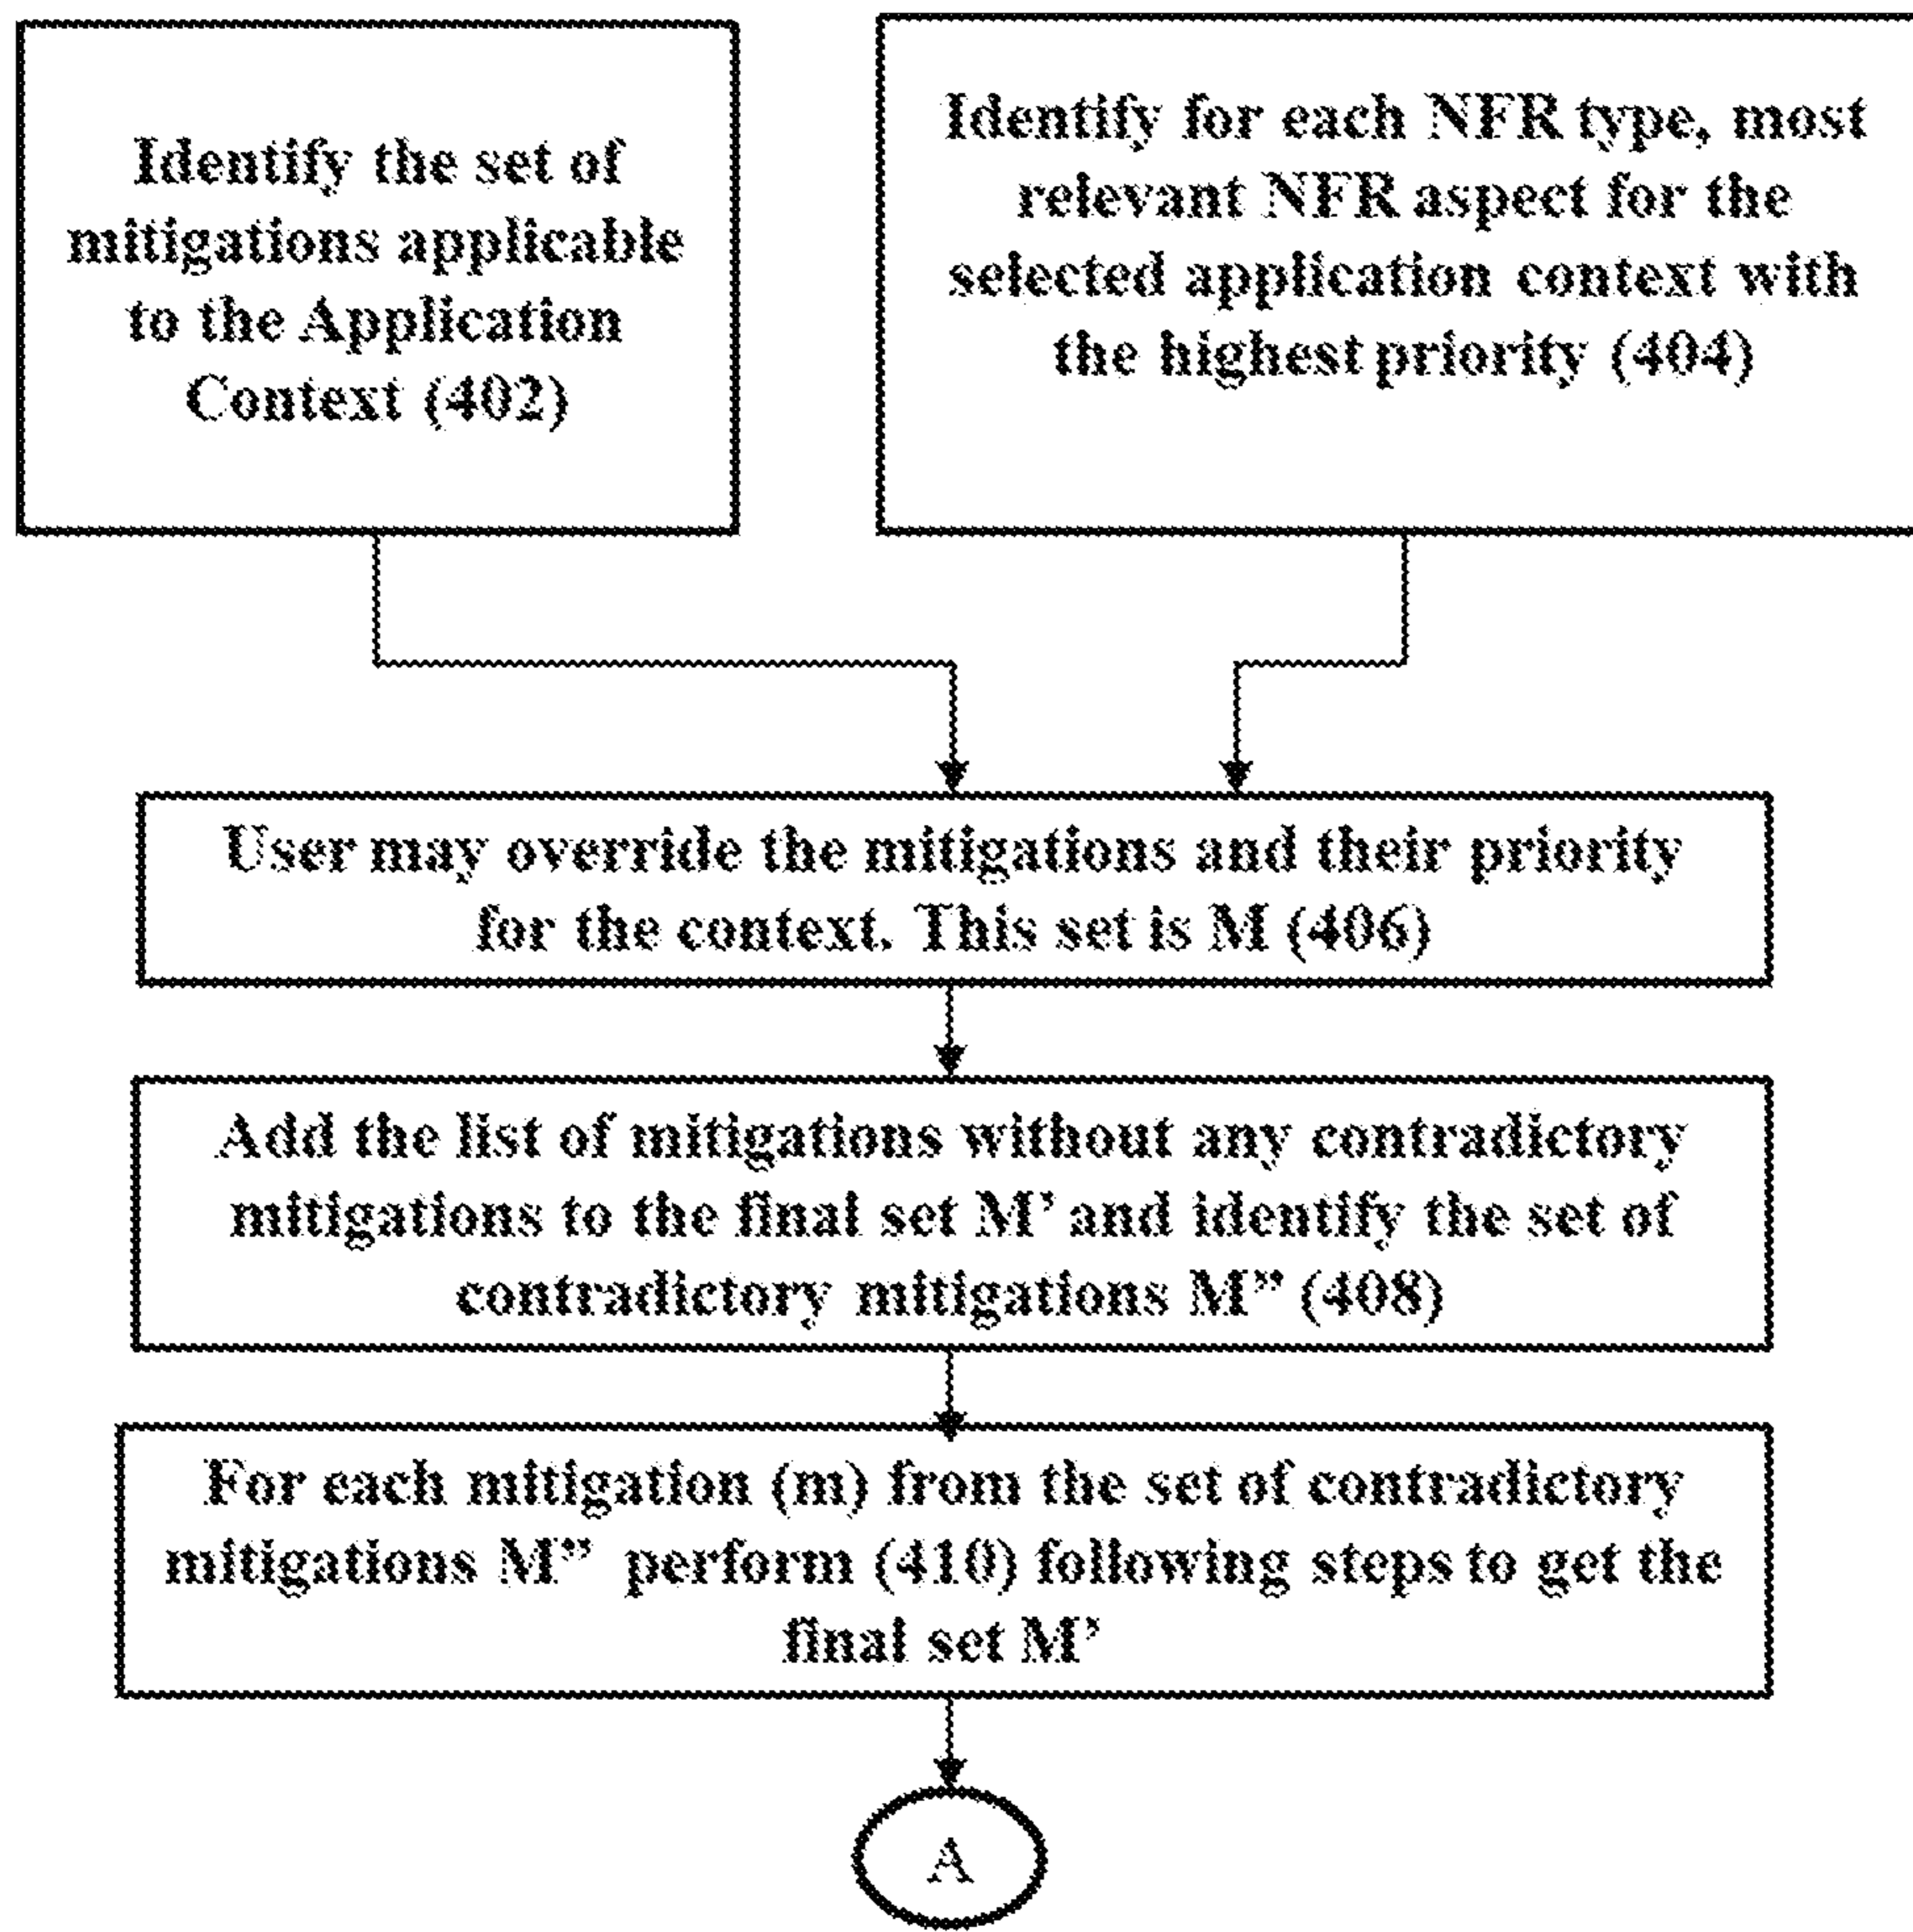 Identify the set of
mitigations applicable
to the Application
Context (402)
Identify for each NFR type, most
relevant NFR aspect for the
selected application context with
the highest priority (404)
User may override the mitigations and their priority
for the context. This set is M (406)
Add the list of mitigations without any contradictory
mitigations to the final set M’ and identify the set of
contradictory mitigations M” (408)
For each mitigation (m) from the set of contradictory
mitigations M” perform (410) following steps to get the
final set M’
A